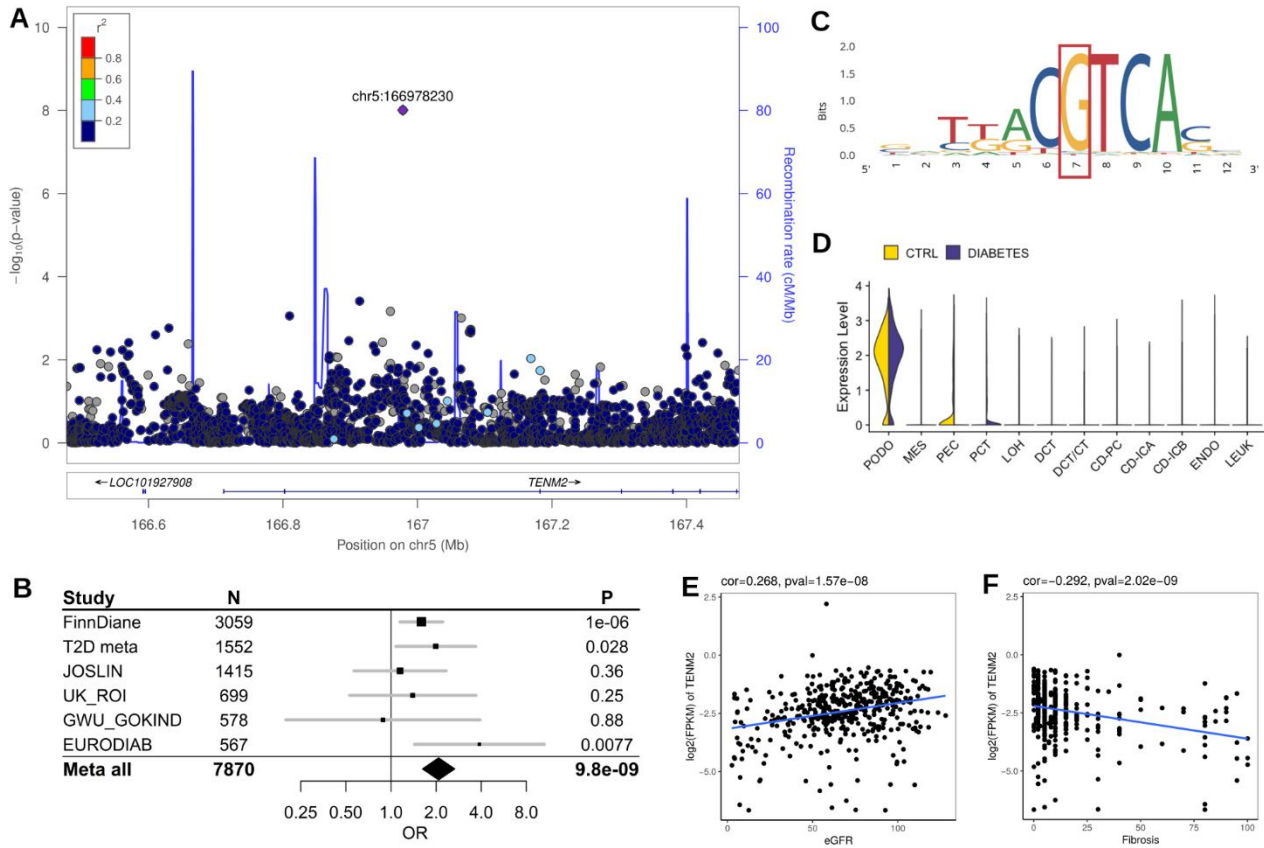 A
r²
0.8
0.6
0.4
0.2
chr5:166978230
10
8
6
4
2
0
−log₁₀(p−value)
100
80
60
40
20
0
Recombination rate (cM/Mb)
←LOC101927908
TENM2→
166.6 166.8 167 167.2 167.4
Position on chr5 (Mb)
B
Study N P
FinnDiane 3059 1e-06
T2D meta 1552 0.028
JOSLIN 1415 0.36
UK_ROI 699 0.25
GWU_GOKIND 578 0.88
EURODIAB 567 0.0077
Meta all 7870 9.8e-09
0.25 0.50 1.0 2.0 4.0 8.0
OR
C
2.0
1.5
1.0
0.5
0.0
Bits
5' 1 2 3 4 5 6 7 8 9 10 11 12 3'
D
CTRL DIABETES
4
3
2
1
0
Expression Level
PODO MES PEC PCT LOH DCT DCT/CT CD-PC CD-ICA CD-ICB ENDO LEUK
E
cor=0.268, pval=1.57e−08
2.5
0.0
−2.5
−5.0
log2(FPKM) of TENM2
0 50 100
eGFR
F
cor=−0.292, pval=2.02e−09
2.5
0.0
−2.5
−5.0
log2(FPKM) of TENM2
0 25 50 75 100
Fibrosis